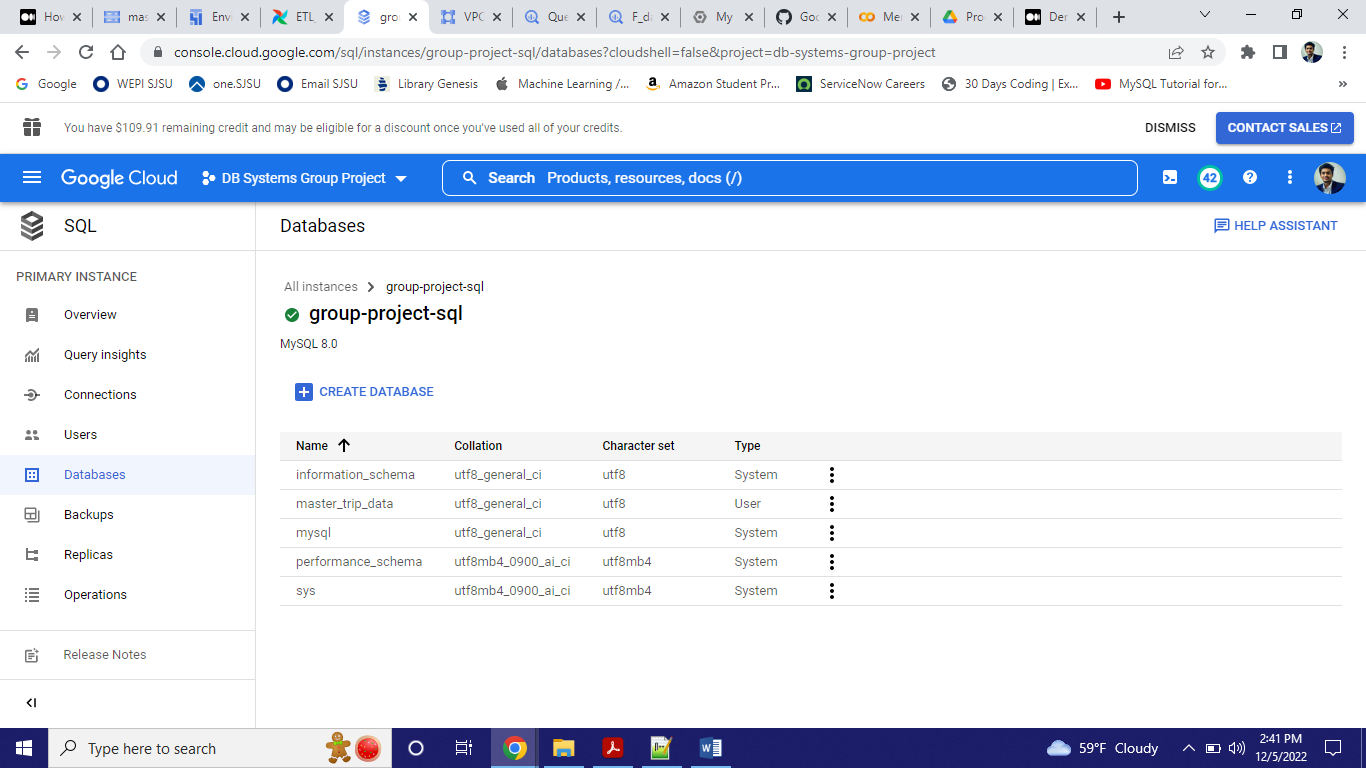 How
mas
Envi
ETL_
gro
VPC
Que
F_da
My
Goo
Mer
Proc
Der
console.cloud.google.com/sql/instances/group-project-sql/databases?cloudshell=false&project=db-systems-group-project
Google
WEPI SJSU
one.SJSU
Email SJSU
Library Genesis
Machine Learning /...
Amazon Student Pr...
ServiceNow Careers
30 Days Coding | Ex...
MySQL Tutorial for...
»
You have $109.91 remaining credit and may be eligible for a discount once you've used all of your credits.
DISMISS
CONTACT SALES
Google Cloud
DB Systems Group Project
Search Products, resources, docs (/)
42
SQL
Databases
HELP ASSISTANT
PRIMARY INSTANCE
Overview
Query insights
Connections
Users
Databases
Backups
Replicas
Operations
Release Notes
All instances > group-project-sql
group-project-sql
MySQL 8.0
CREATE DATABASE
Name Collation Character set Type
information_schema utf8_general_ci utf8 System
master_trip_data utf8_general_ci utf8 User
mysql utf8_general_ci utf8 System
performance_schema utf8mb4_0900_ai_ci utf8mb4 System
sys utf8mb4_0900_ai_ci utf8mb4 System
Type here to search
59°F Cloudy
2:41 PM
12/5/2022